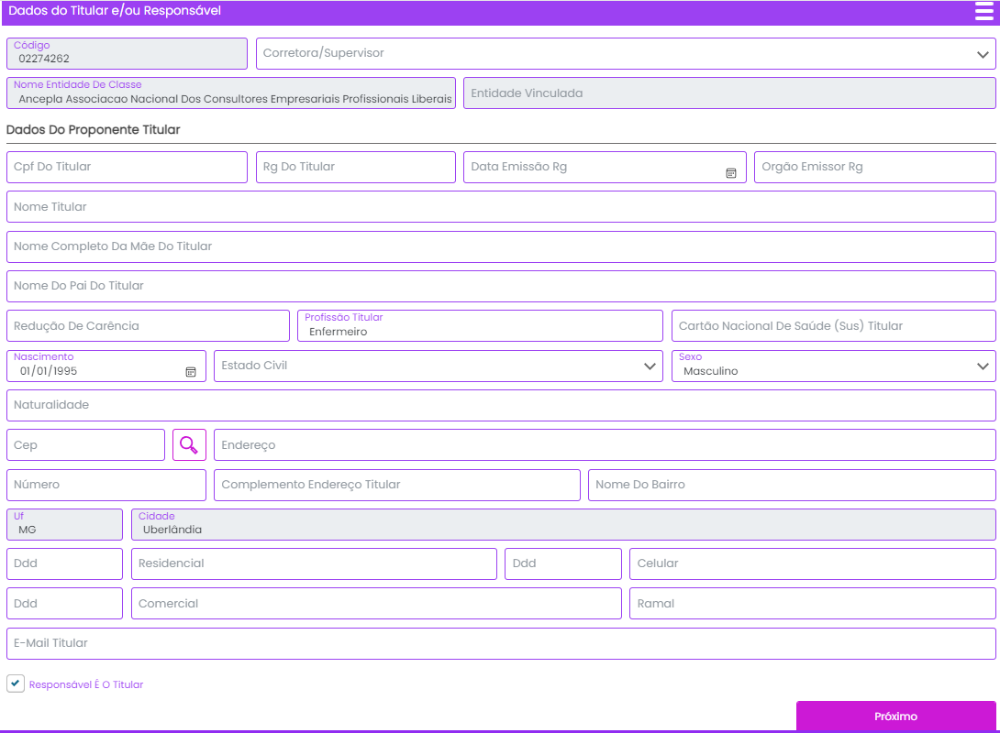 Dados do Titular e/ou Responsável
Código
02274262
Corretora/Supervisor
Nome Entidade De Classe
Ancepla Associacao Nacional Dos Consultores Empresariais Profissionais Liberais
Entidade Vinculada
Dados Do Proponente Titular
Cpf Do Titular
Rg Do Titular
Data Emissão Rg
Orgão Emissor Rg
Nome Titular
Nome Completo Da Mãe Do Titular
Nome Do Pai Do Titular
Redução De Carência
Profissão Titular
Enfermeiro
Cartão Nacional De Saúde (Sus) Titular
Nascimento
01/01/1995
Estado Civil
Sexo
Masculino
Naturalidade
Cep
Endereço
Número
Complemento Endereço Titular
Nome Do Bairro
Uf
MG
Cidade
Uberlândia
Ddd
Residencial
Ddd
Celular
Ddd
Comercial
Ramal
E-Mail Titular
Responsável É O Titular
Próximo